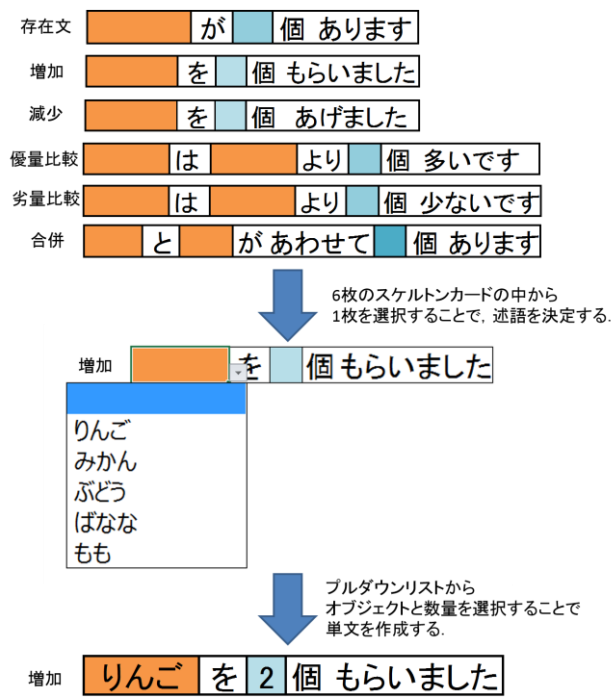 存在文 が 個 あります
増加 を 個 もらいました
減少 を 個 あげました
優量比較 は より 個 多いです
劣量比較 は より 個 少ないです
合併 と が あわせて 個 あります
6枚のスケルトンカードの中から
1枚を選択することで, 述語を決定する.
増加 を 個 もらいました
りんご
みかん
ぶどう
ばなな
もも
プルダウンリストから
オブジェクトと数量を選択することで
単文を作成する.
増加 りんご を 2 個 もらいました